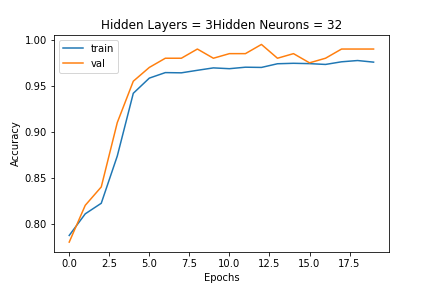 Hidden Layers = 3Hidden Neurons = 32
train
val
1.00
0.95
0.90
0.85
0.80
Accuracy
0.0 2.5 5.0 7.5 10.0 12.5 15.0 17.5
Epochs